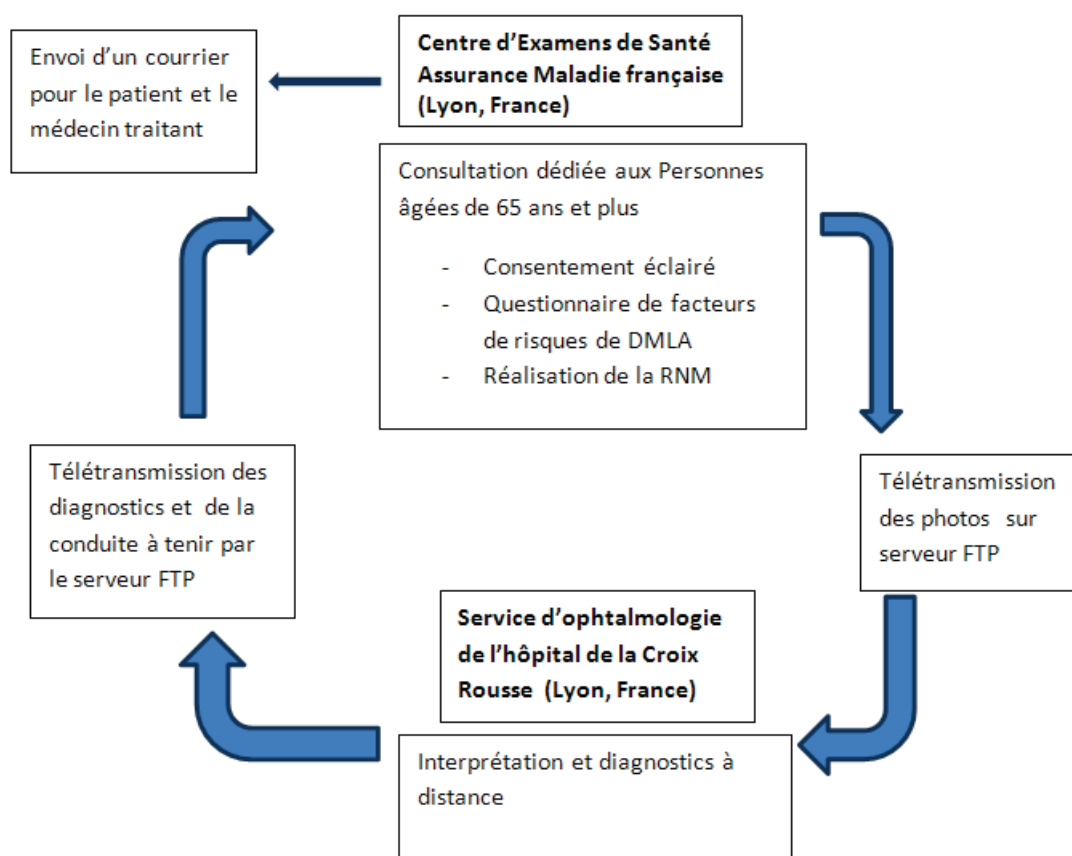 Envoi d'un courrier
pour le patient et le
médecin traitant
Centre d'Examens de Santé
Assurance Maladie française
(Lyon, France)
Consultation dédiée aux Personnes
âgées de 65 ans et plus
- Consentement éclairé
- Questionnaire de facteurs
de risques de DMLA
- Réalisation de la RNM
Télétransmission
des photos sur
serveur FTP
Service d'ophtalmologie
de l'hôpital de la Croix
Rousse (Lyon, France)
Interprétation et diagnostics à
distance
Télétransmission des
diagnostics et de la
conduite à tenir par
le serveur FTP